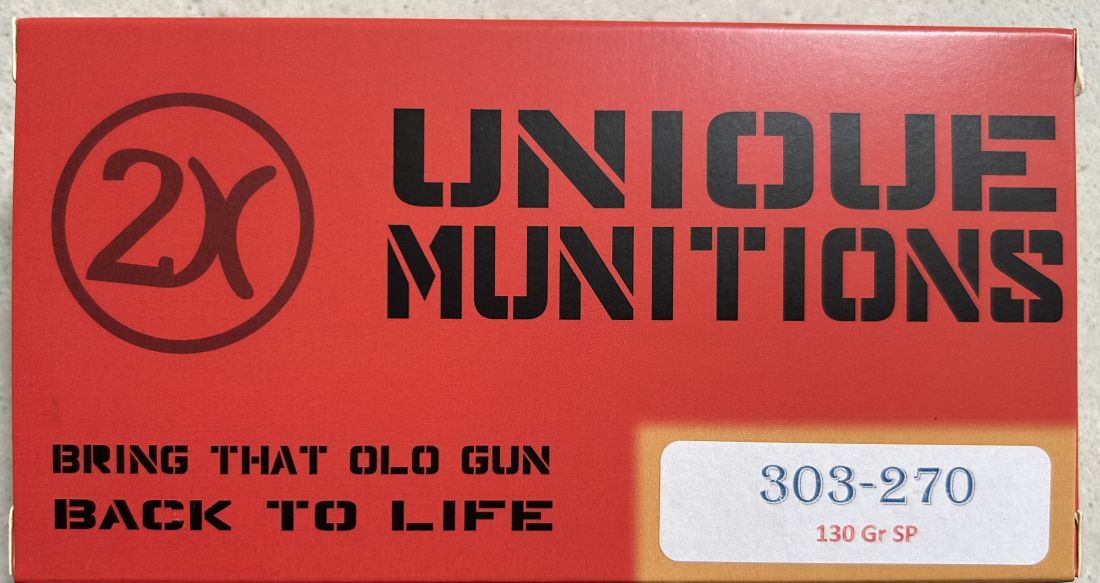 2X
UNIQUE
MUNITIONS
BRING THAT OLD GUN
BACK TO LIFE
303-270
130 Gr SP